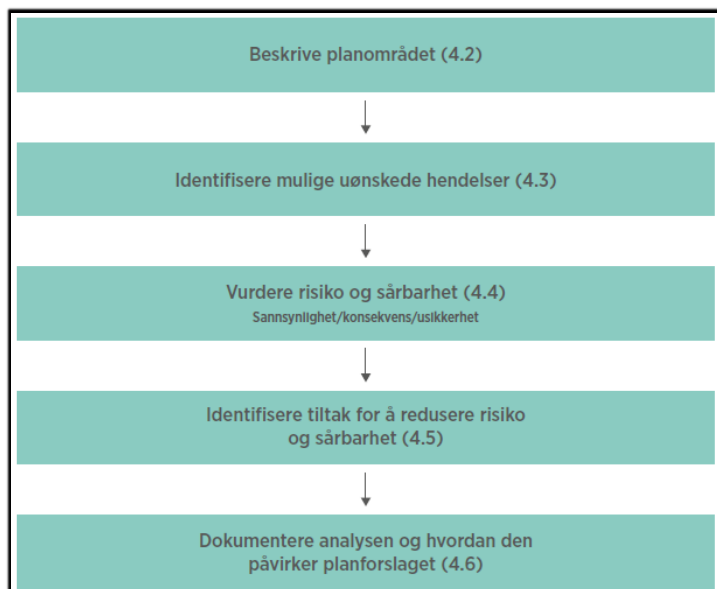 Beskrive planområdet (4.2)
Identifisere mulige uønskede hendelser (4.3)
Vurdere risiko og sårbarhet (4.4)
Sannsynlighet/konsekvens/usikkerhet
Identifisere tiltak for å redusere risiko
og sårbarhet (4.5)
Dokumentere analysen og hvordan den
påvirker planforslaget (4.6)